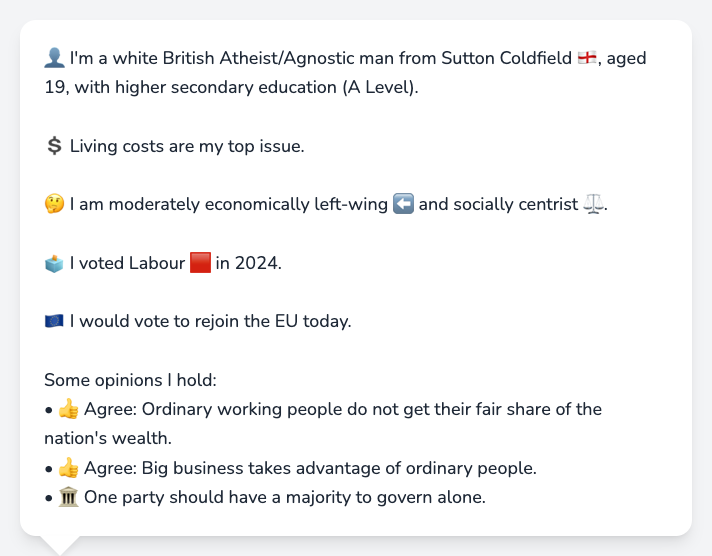 👤 I'm a white British Atheist/Agnostic man from Sutton Coldfield 🏴󠁧󠁢󠁥󠁮󠁧󠁿, aged
19, with higher secondary education (A Level).
💲 Living costs are my top issue.
🤔 I am moderately economically left-wing ⬅️ and socially centrist ⚖️.
🗳️ I voted Labour 🟥 in 2024.
🇪🇺 I would vote to rejoin the EU today.
Some opinions I hold:
• 👍 Agree: Ordinary working people do not get their fair share of the
nation's wealth.
• 👍 Agree: Big business takes advantage of ordinary people.
• 🏛️ One party should have a majority to govern alone.